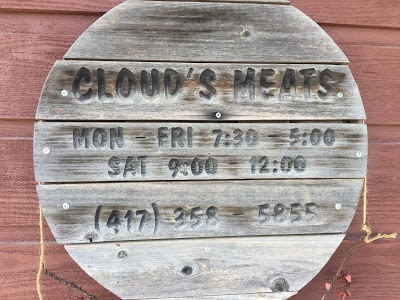 CLOUD'S MEATS
MON - FRI 7:30 - 5:00
SAT 9:00 - 12:00
(417) 358 - 5855